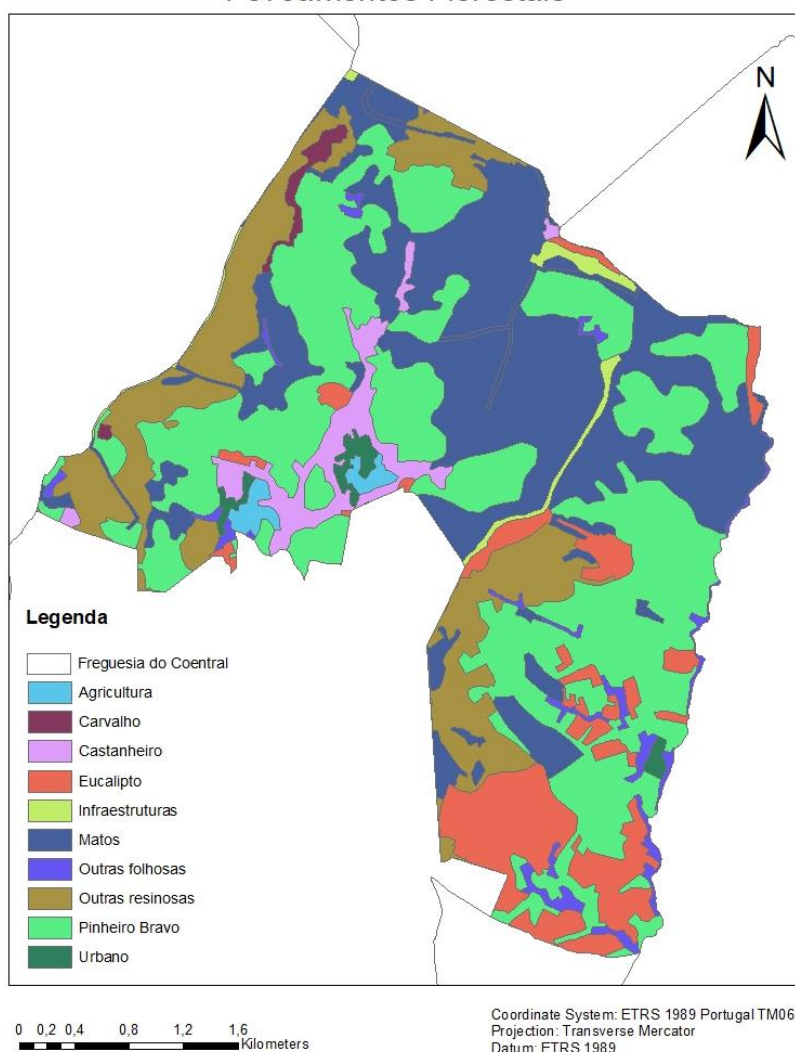 N
Legenda
Freguesia do Coentral
Agricultura
Carvalho
Castanheiro
Eucalipto
Infraestruturas
Matos
Outras folhosas
Outras resinosas
Pinheiro Bravo
Urbano
0 0,2 0,4 0,8 1,2 1,6
Kilometers
Coordinate System: ETRS 1989 Portugal TM06
Projection: Transverse Mercator
Datum: ETRS 1989